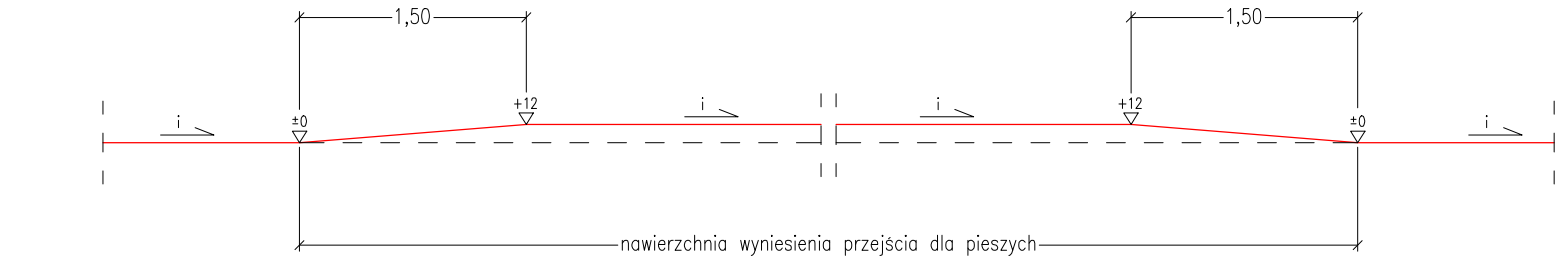 1,50 1,50
+12 +12
i i i i
±0 ±0
nawierzchnia wyniesienia przejścia dla pieszych